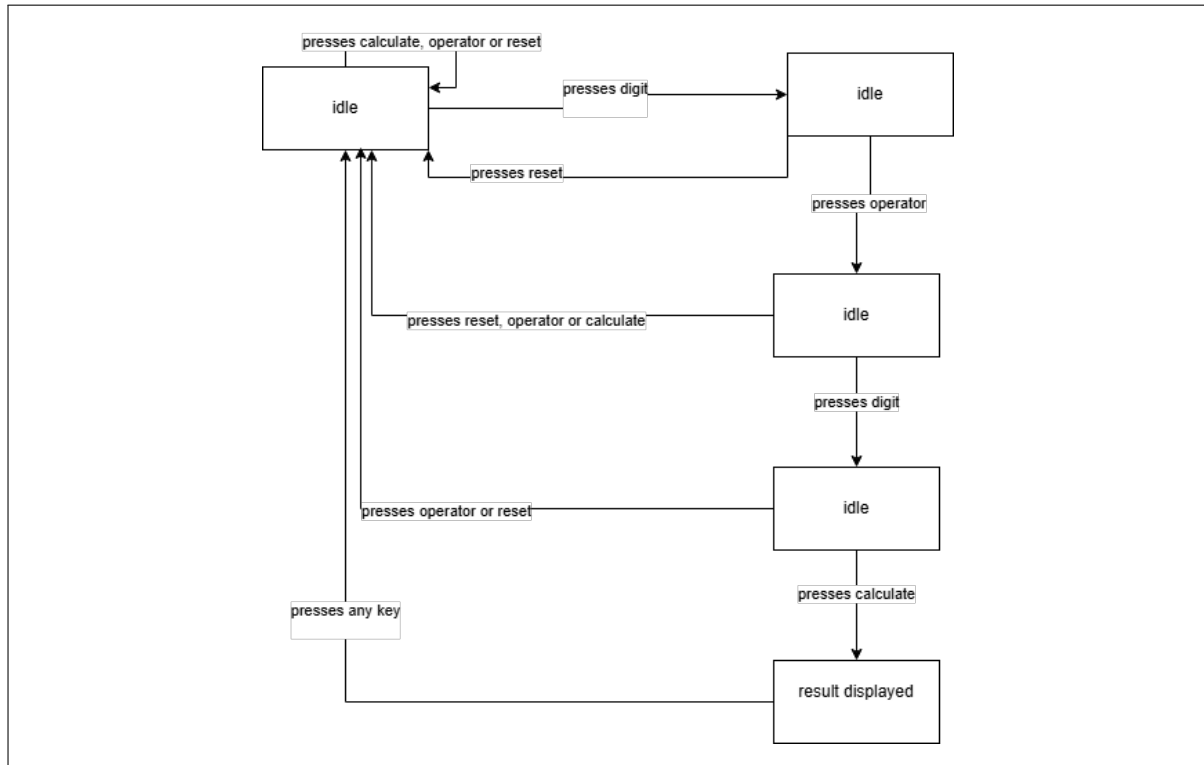 presses calculate, operator or reset
idle
presses digit
idle
presses reset
presses operator
idle
presses reset, operator or calculate
presses digit
idle
presses operator or reset
presses calculate
presses any key
result displayed